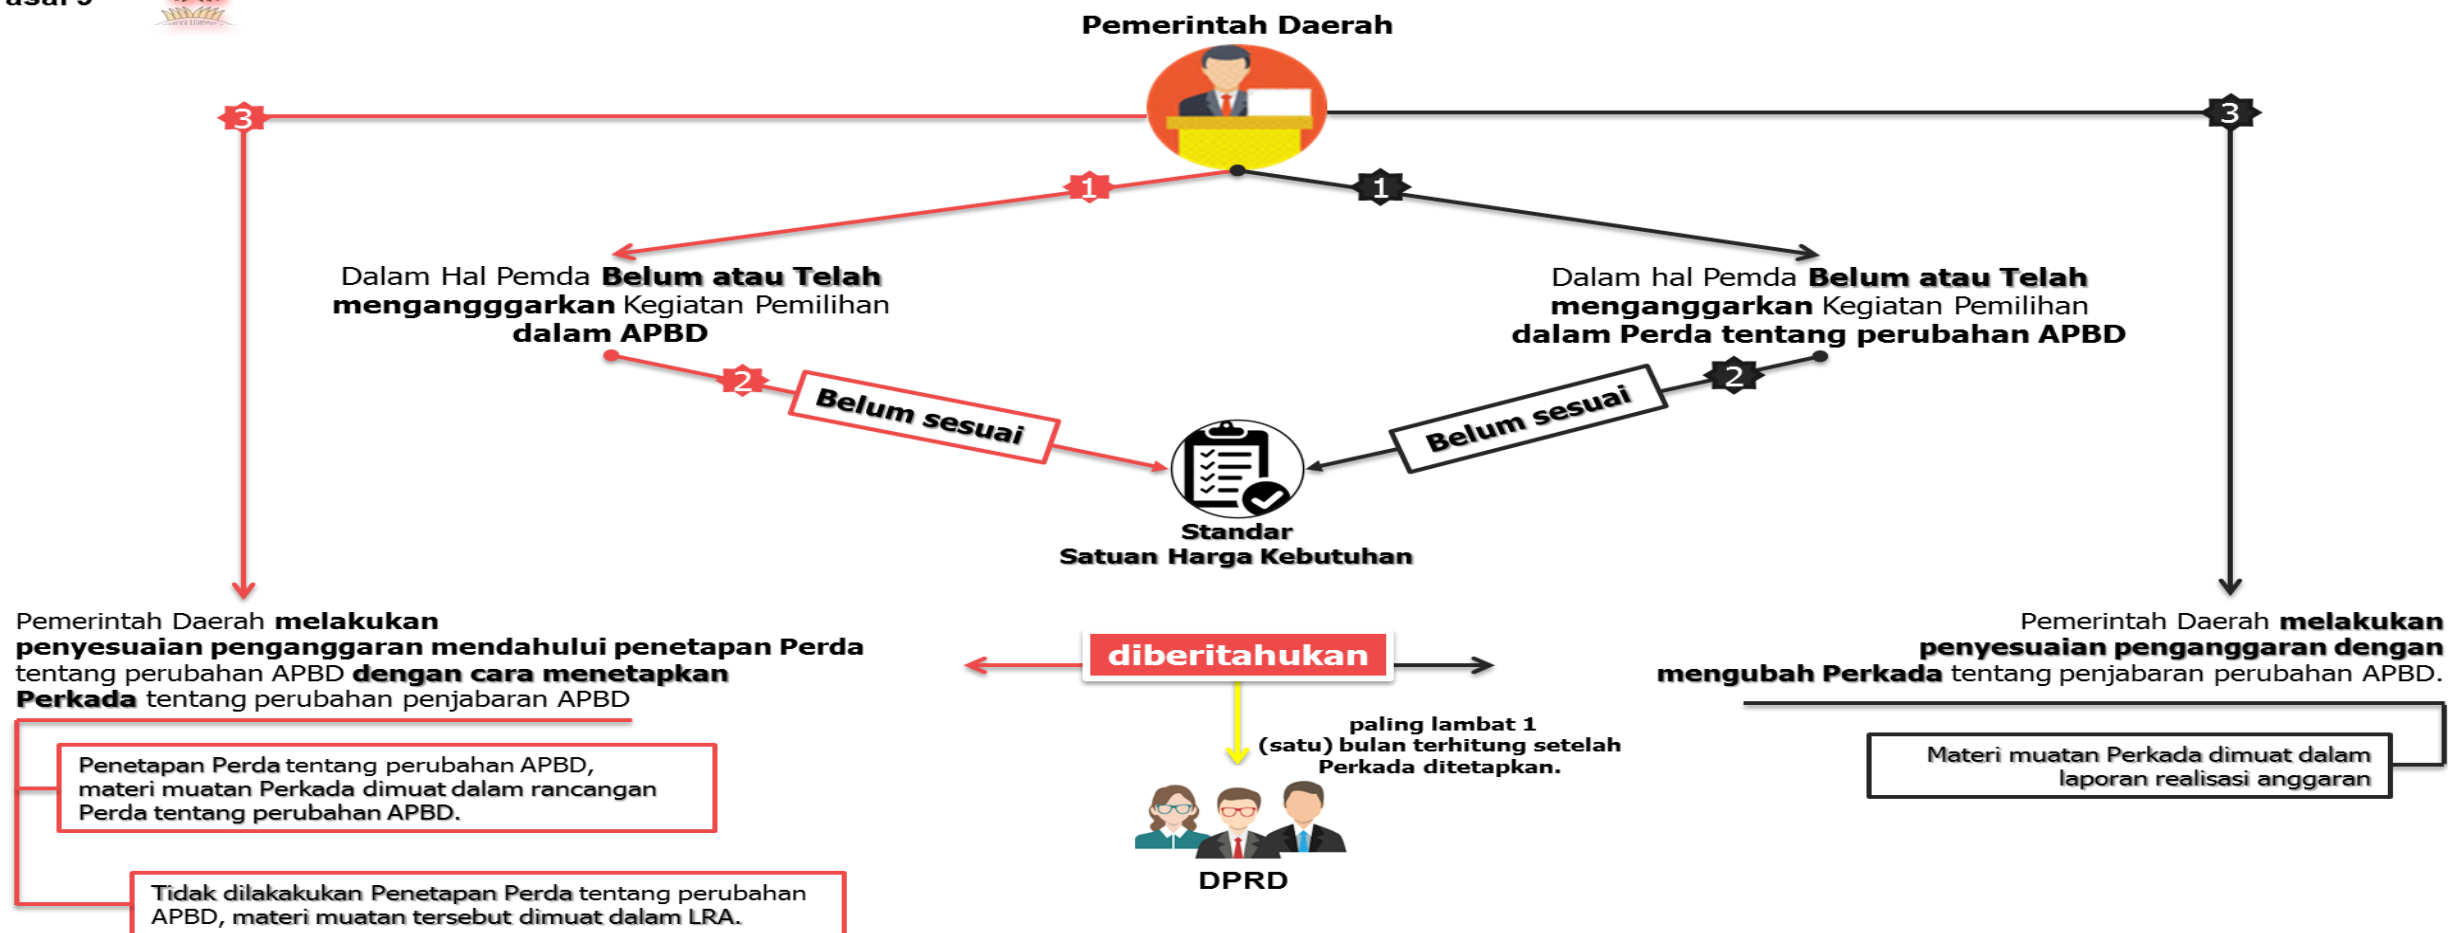 Pemerintah Daerah
3
3
1
1
Dalam Hal Pemda Belum atau Telah
mengangggarkan Kegiatan Pemilihan
dalam APBD
Dalam hal Pemda Belum atau Telah
menganggarkan Kegiatan Pemilihan
dalam Perda tentang perubahan APBD
2
Belum sesuai
2
Belum sesuai
Standar
Satuan Harga Kebutuhan
Pemerintah Daerah melakukan
penyesuaian penganggaran mendahului penetapan Perda
tentang perubahan APBD dengan cara menetapkan
Perkada tentang perubahan penjabaran APBD
Penetapan Perda tentang perubahan APBD,
materi muatan Perkada dimuat dalam rancangan
Perda tentang perubahan APBD.
Tidak dilakakukan Penetapan Perda tentang perubahan
APBD, materi muatan tersebut dimuat dalam LRA.
diberitahukan
paling lambat 1
(satu) bulan terhitung setelah
Perkada ditetapkan.
DPRD
Pemerintah Daerah melakukan
penyesuaian penganggaran dengan
mengubah Perkada tentang penjabaran perubahan APBD.
Materi muatan Perkada dimuat dalam
laporan realisasi anggaran